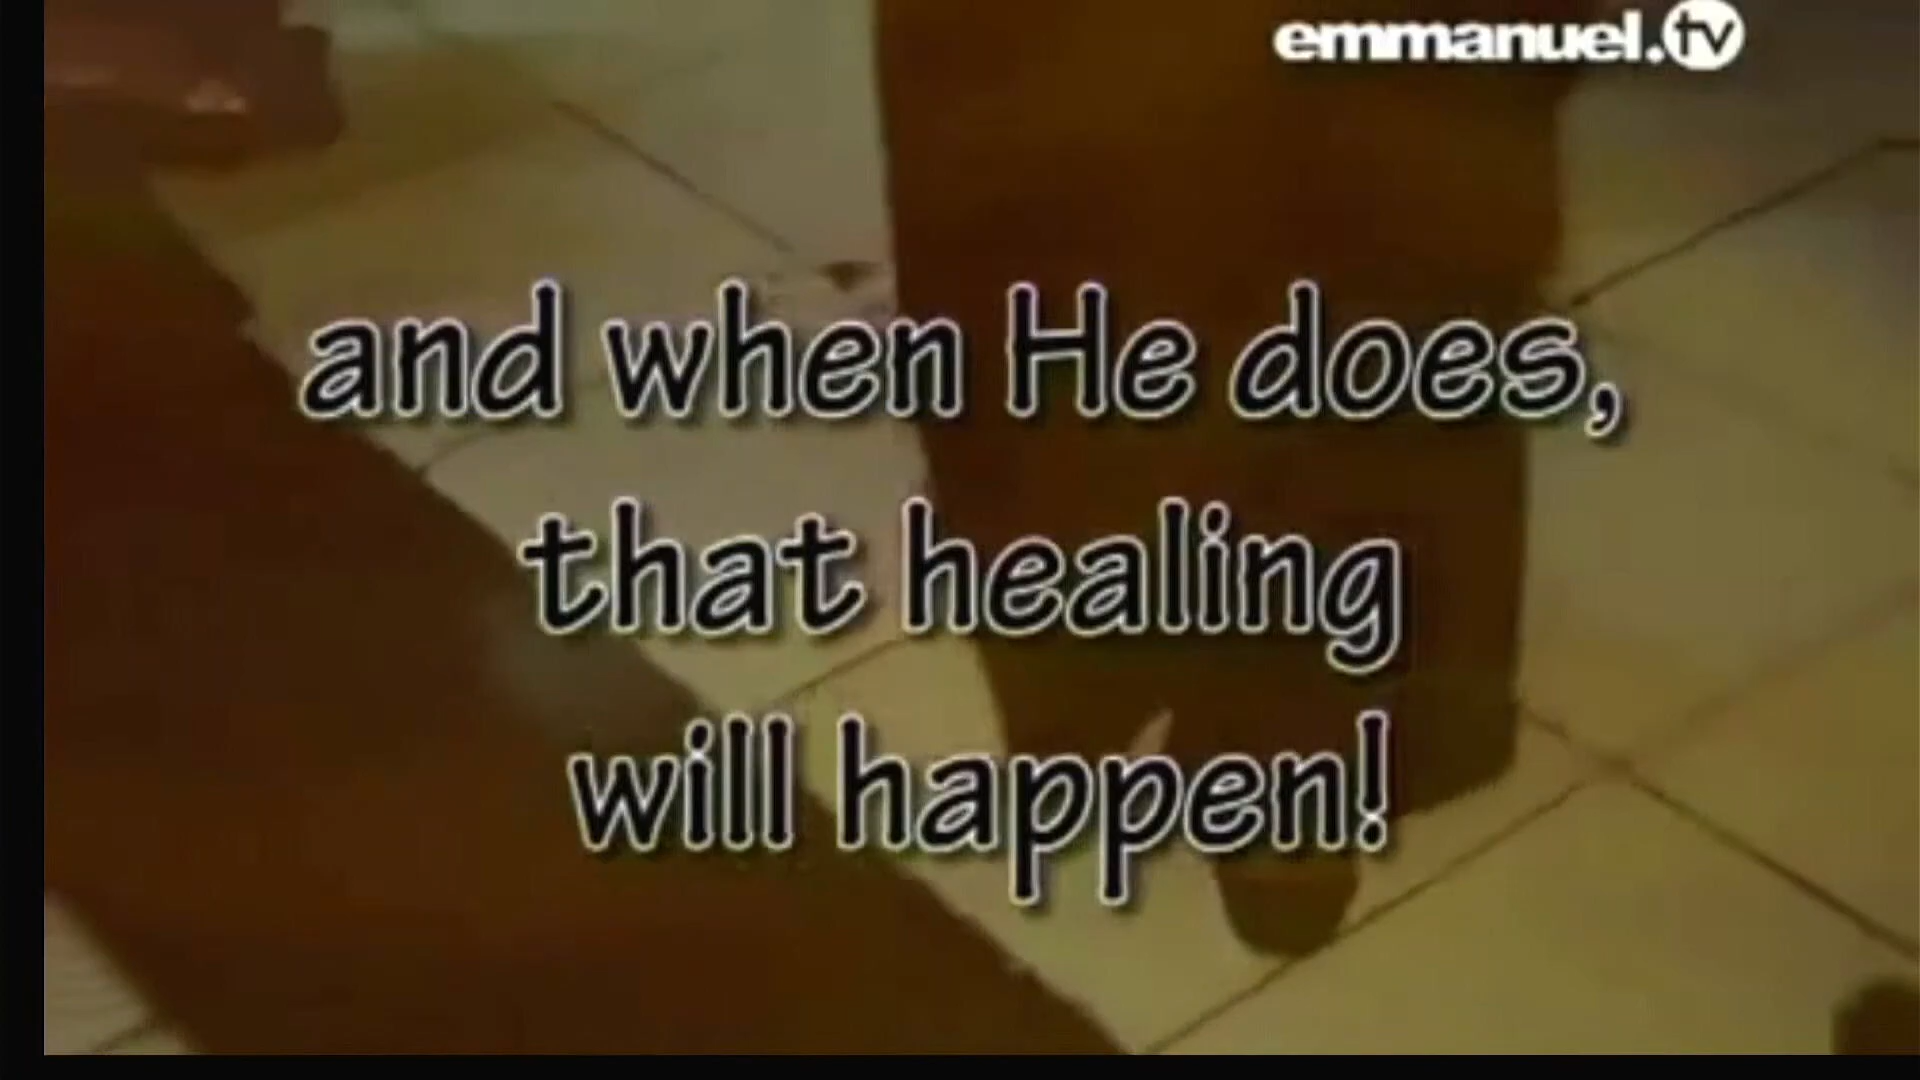 emmanuel.tv
and when He does,
that healing
will happen!